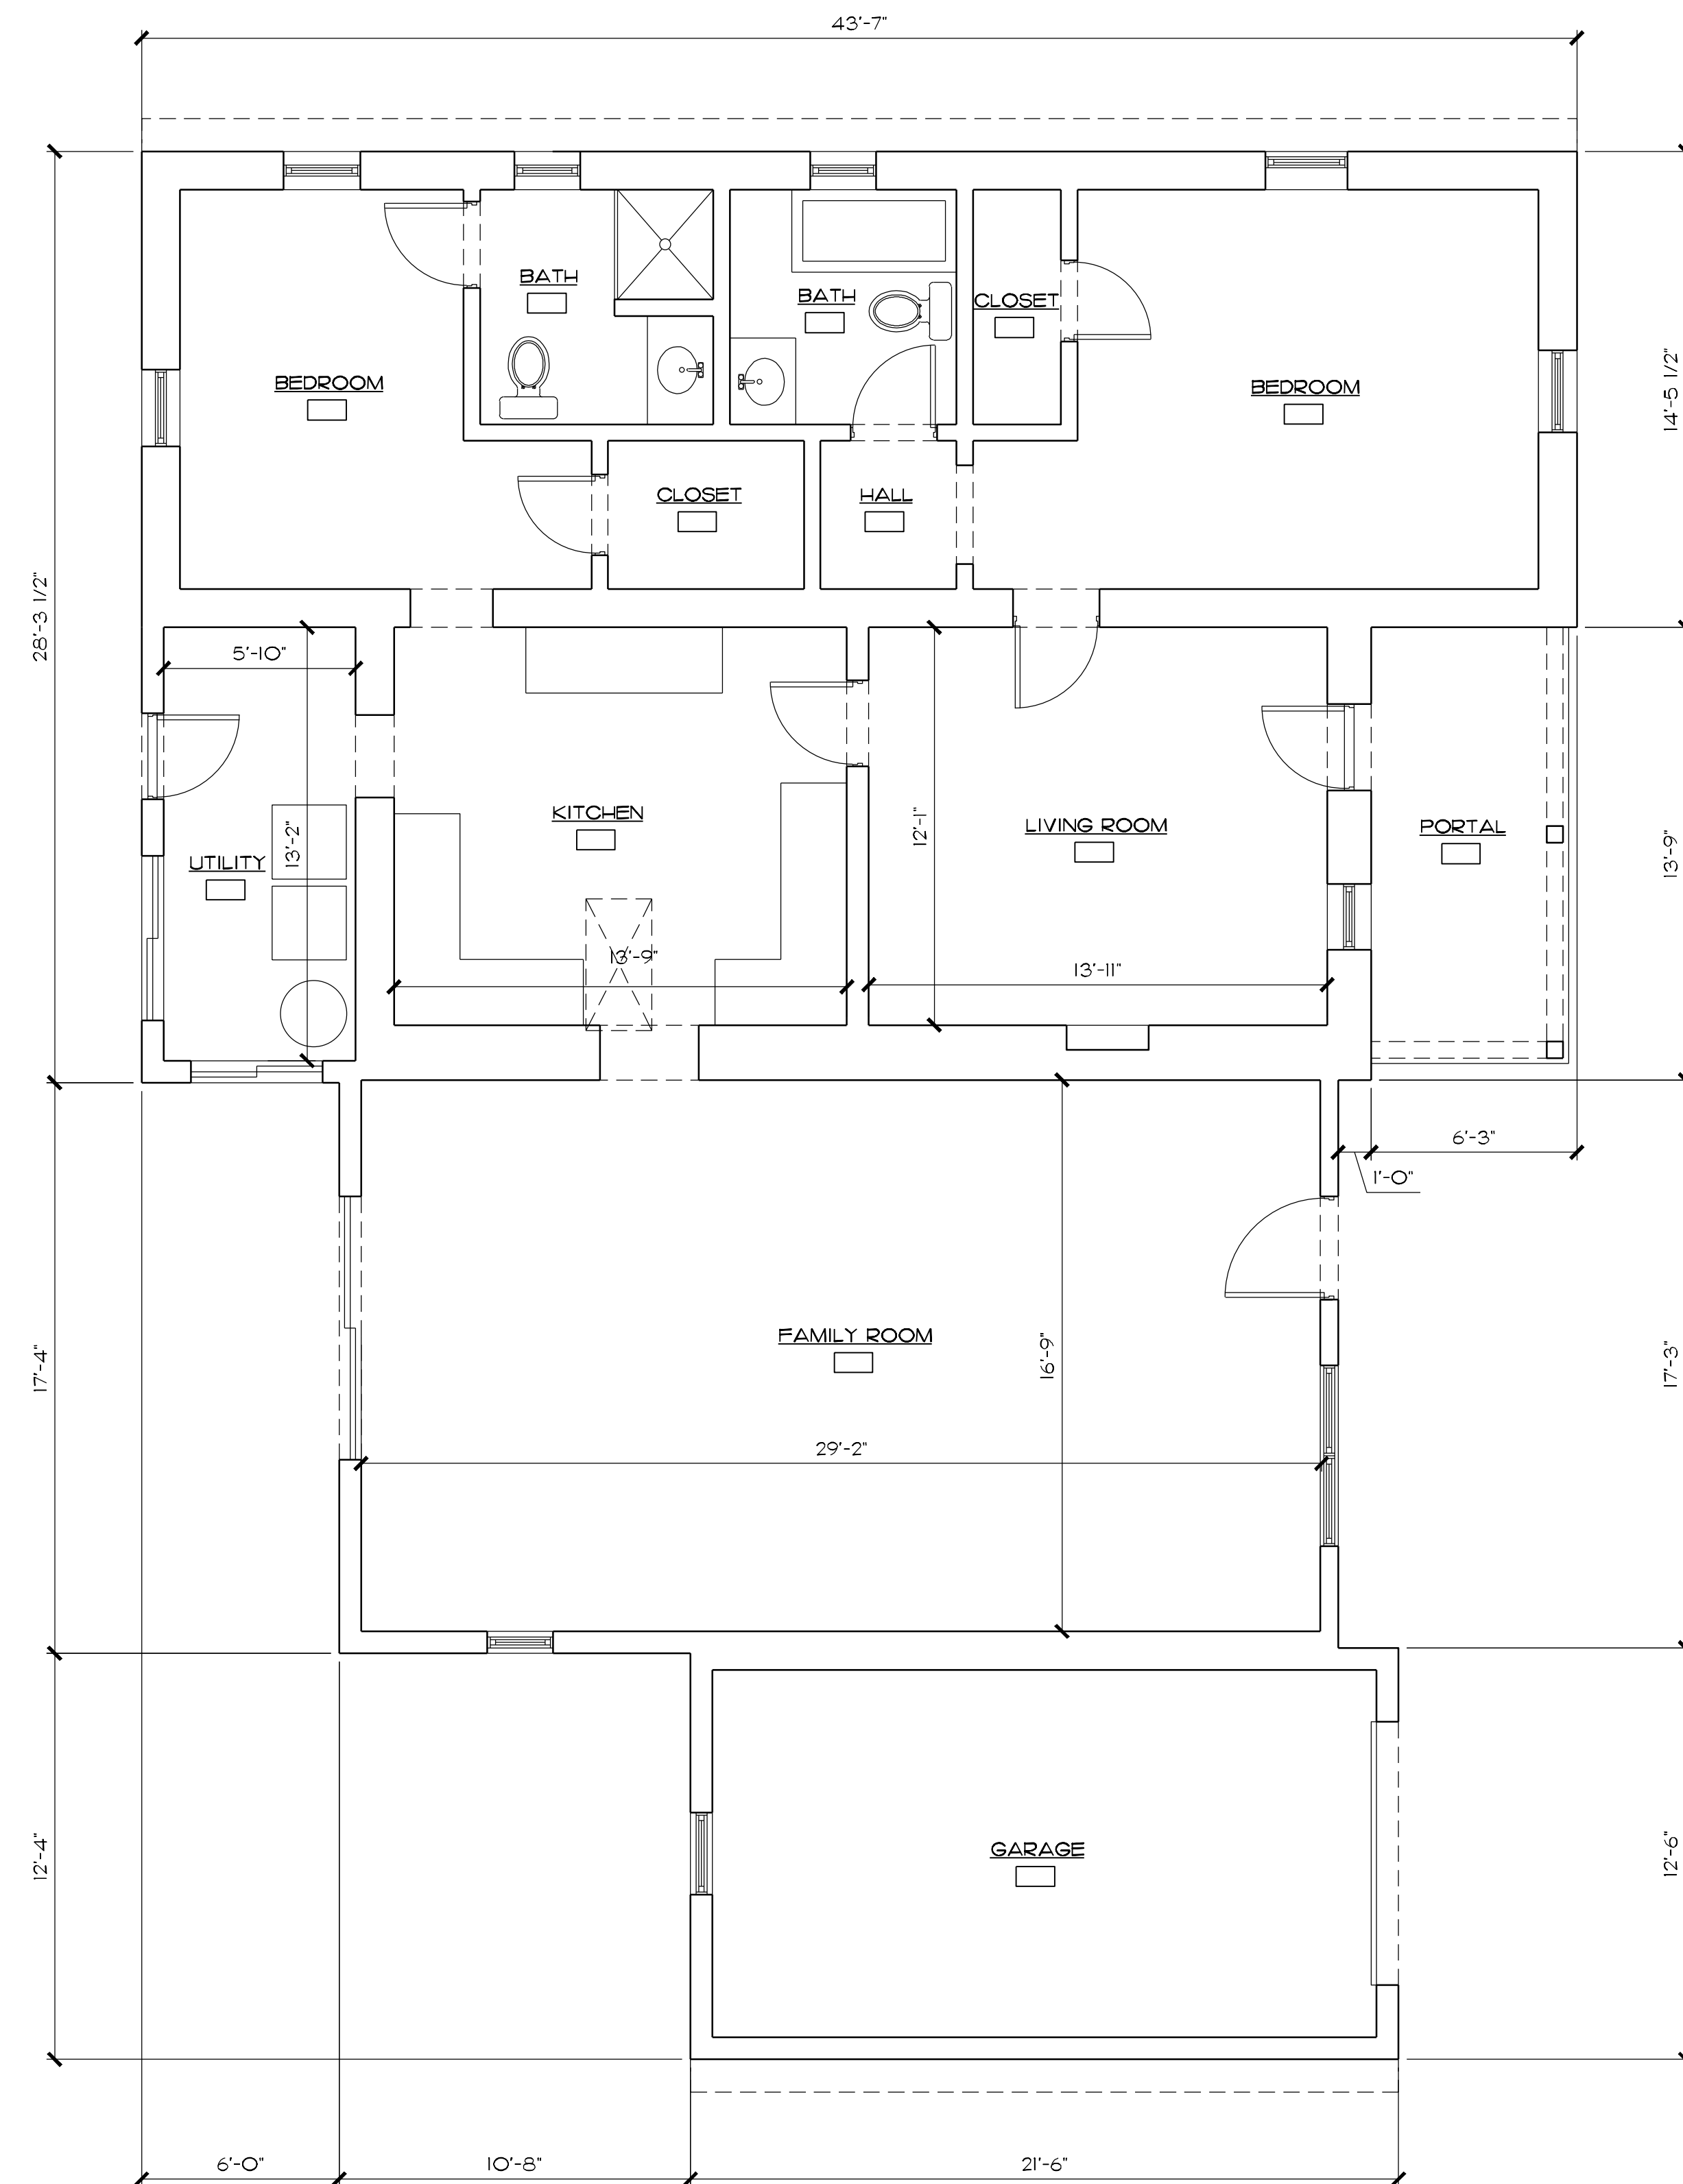 43'-7"
BATH
BATH
CLOSET
BEDROOM
BEDROOM
14'-5 1/2"
CLOSET
HALL
28'-3 1/2"
5'-10"
KITCHEN
LIVING ROOM
PORTAL
12'-1"
13'-2"
13'-9"
UTILITY
13'-9"
13'-11"
6'-3"
1'-0"
FAMILY ROOM
16'-9"
17'-4"
17'-3"
29'-2"
GARAGE
12'-4"
12'-6"
6'-0"
10'-8"
21'-6"